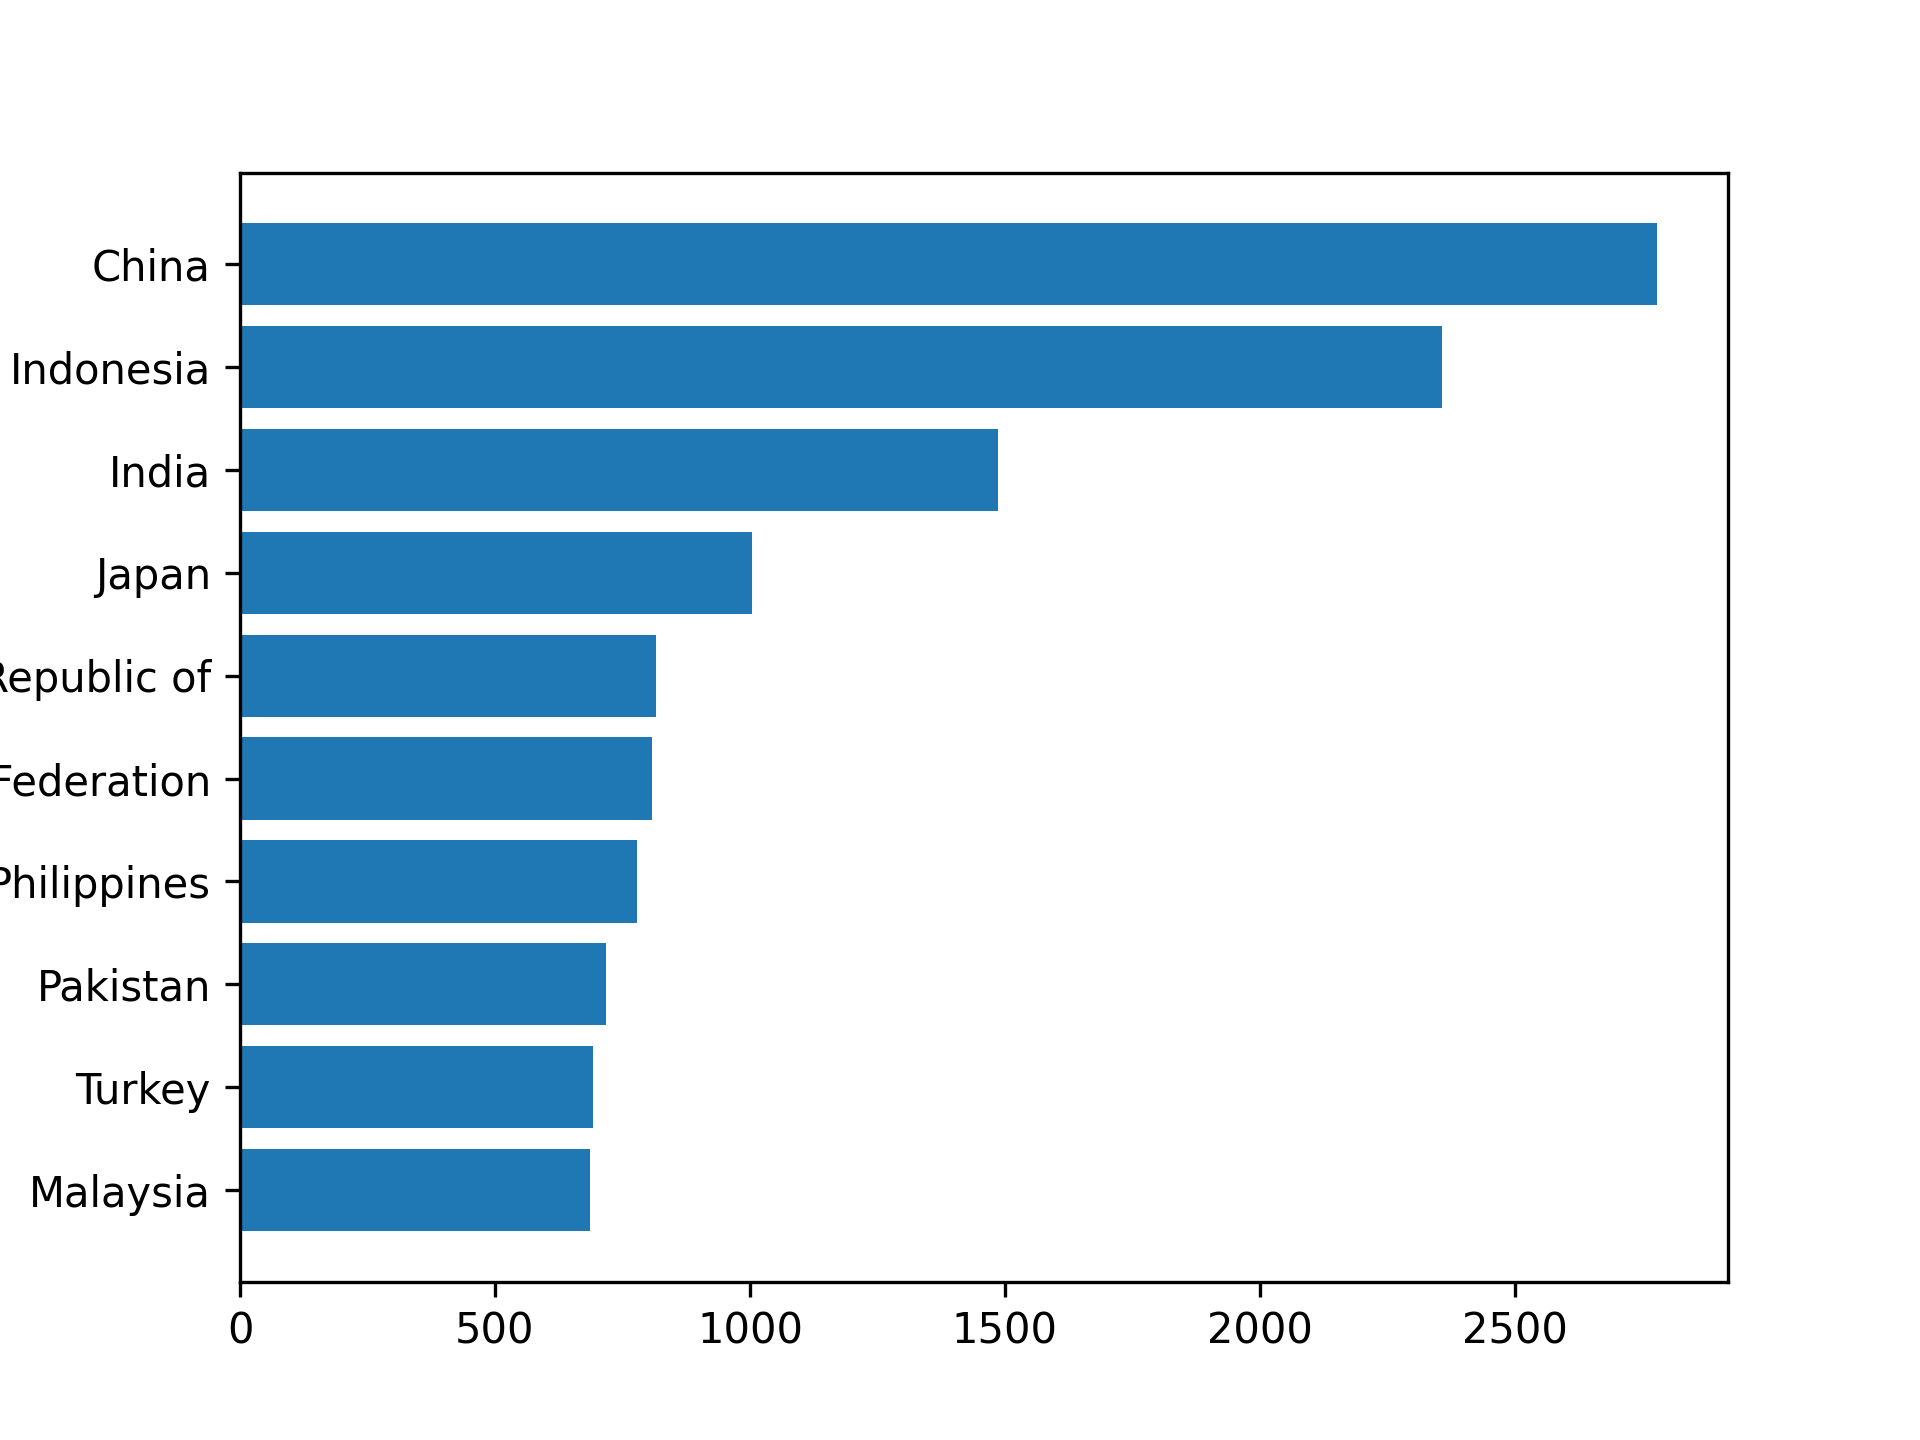 China
Indonesia
India
Japan
Republic of
Federation
Philippines
Pakistan
Turkey
Malaysia
0 500 1000 1500 2000 2500